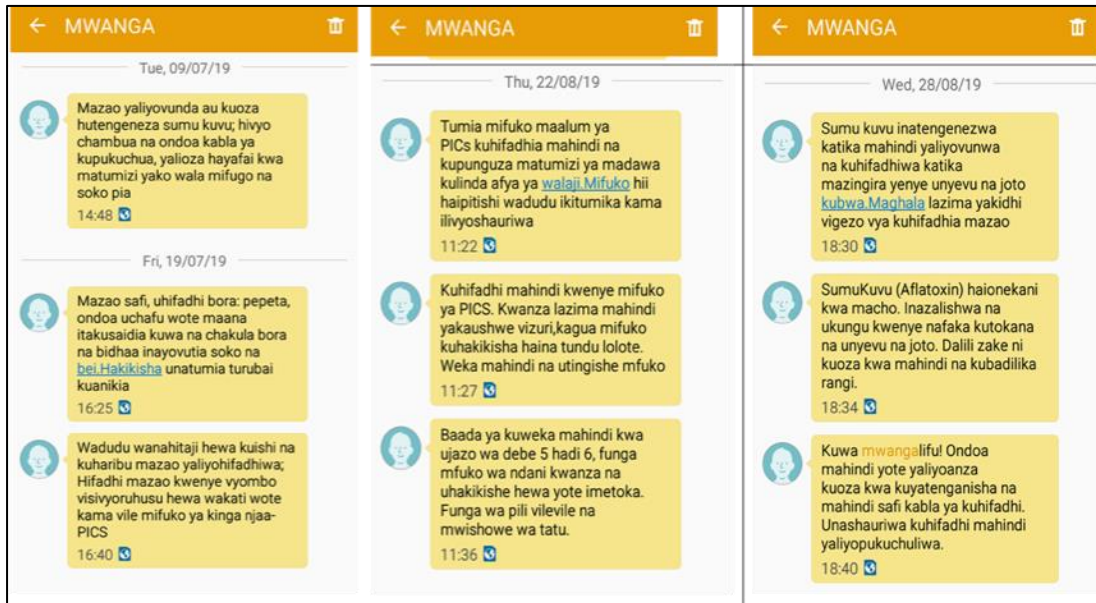 MWANGA
Tue, 09/07/19
Mazao yaliyovunda au kuoza
hutengeneza sumu kuvu; hivyo
chambua na ondoa kabla ya
kupukuchua, yalioza hayafai kwa
matumizi yako wala mifugo na
soko pia
14:48
Fri, 19/07/19
Mazao safi, uhifadhi bora: pepeta,
ondoa uchafu wote maana
itakusaidia kuwa na chakula bora
na bidhaa inayovutia soko na
bei.Hakikisha unatumia turubai
kuanikia
16:25
Wadudu wanahitaji hewa kuishi na
kuharibu mazao yaliyohifadhiwa;
Hifadhi mazao kwenye vyombo
visivyoruhusu hewa wakati wote
kama vile mifuko ya kinga njaa-
PICS
16:40
MWANGA
Thu, 22/08/19
Tumia mifuko maalum ya
PICs kuhifadhia mahindi na
kupunguza matumizi ya madawa
kulinda afya ya walaji.Mifuko hii
haipitishi wadudu ikitumika kama
ilivyoshauriwa
11:22
Kuhifadhi mahindi kwenye mifuko
ya PICS. Kwanza lazima mahindi
yakaushwe vizuri,kagua mifuko
kuhakikisha haina tundu lolote.
Weka mahindi na utingishe mfuko
11:27
Baada ya kuweka mahindi kwa
ujazo wa debe 5 hadi 6, funga
mfuko wa ndani kwanza na
uhakikishe hewa yote imetoka.
Funga wa pili vilevile na
mwishowe wa tatu.
11:36
MWANGA
Wed, 28/08/19
Sumu kuvu inatengenezwa
katika mahindi yaliyovunwa
na kuhifadhiwa katika
mazingira yenye unyevu na joto
kubwa.Maghala lazima yakidhi
vigezo vya kuhifadhia mazao
18:30
SumuKuvu (Aflatoxin) haionekani
kwa macho. Inazalishwa na
ukungu kwenye nafaka kutokana
na unyevu na joto. Dalili zake ni
kuoza kwa mahindi na kubadilika
rangi.
18:34
Kuwa mwangalifu! Ondoa
mahindi yote yaliyoanza
kuoza kwa kuyatenganisha na
mahindi safi kabla ya kuhifadhi.
Unashauriwa kuhifadhi mahindi
yaliyopukuchuliwa.
18:40